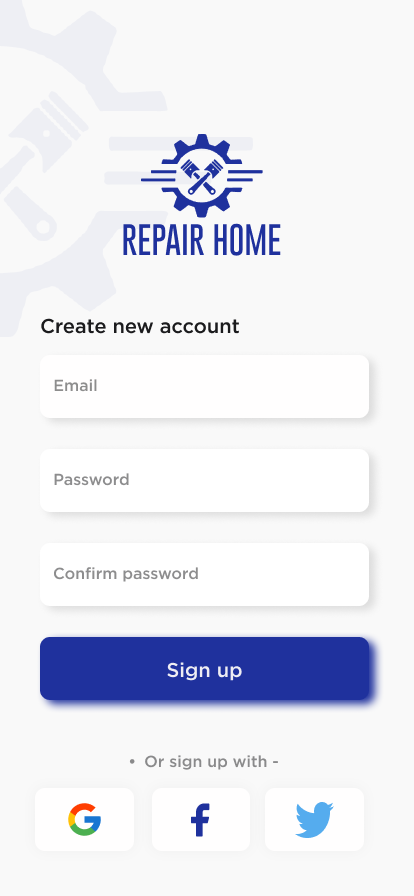 REPAIR HOME
Create new account
Email
Password
Confirm password
Sign up
• Or sign up with -